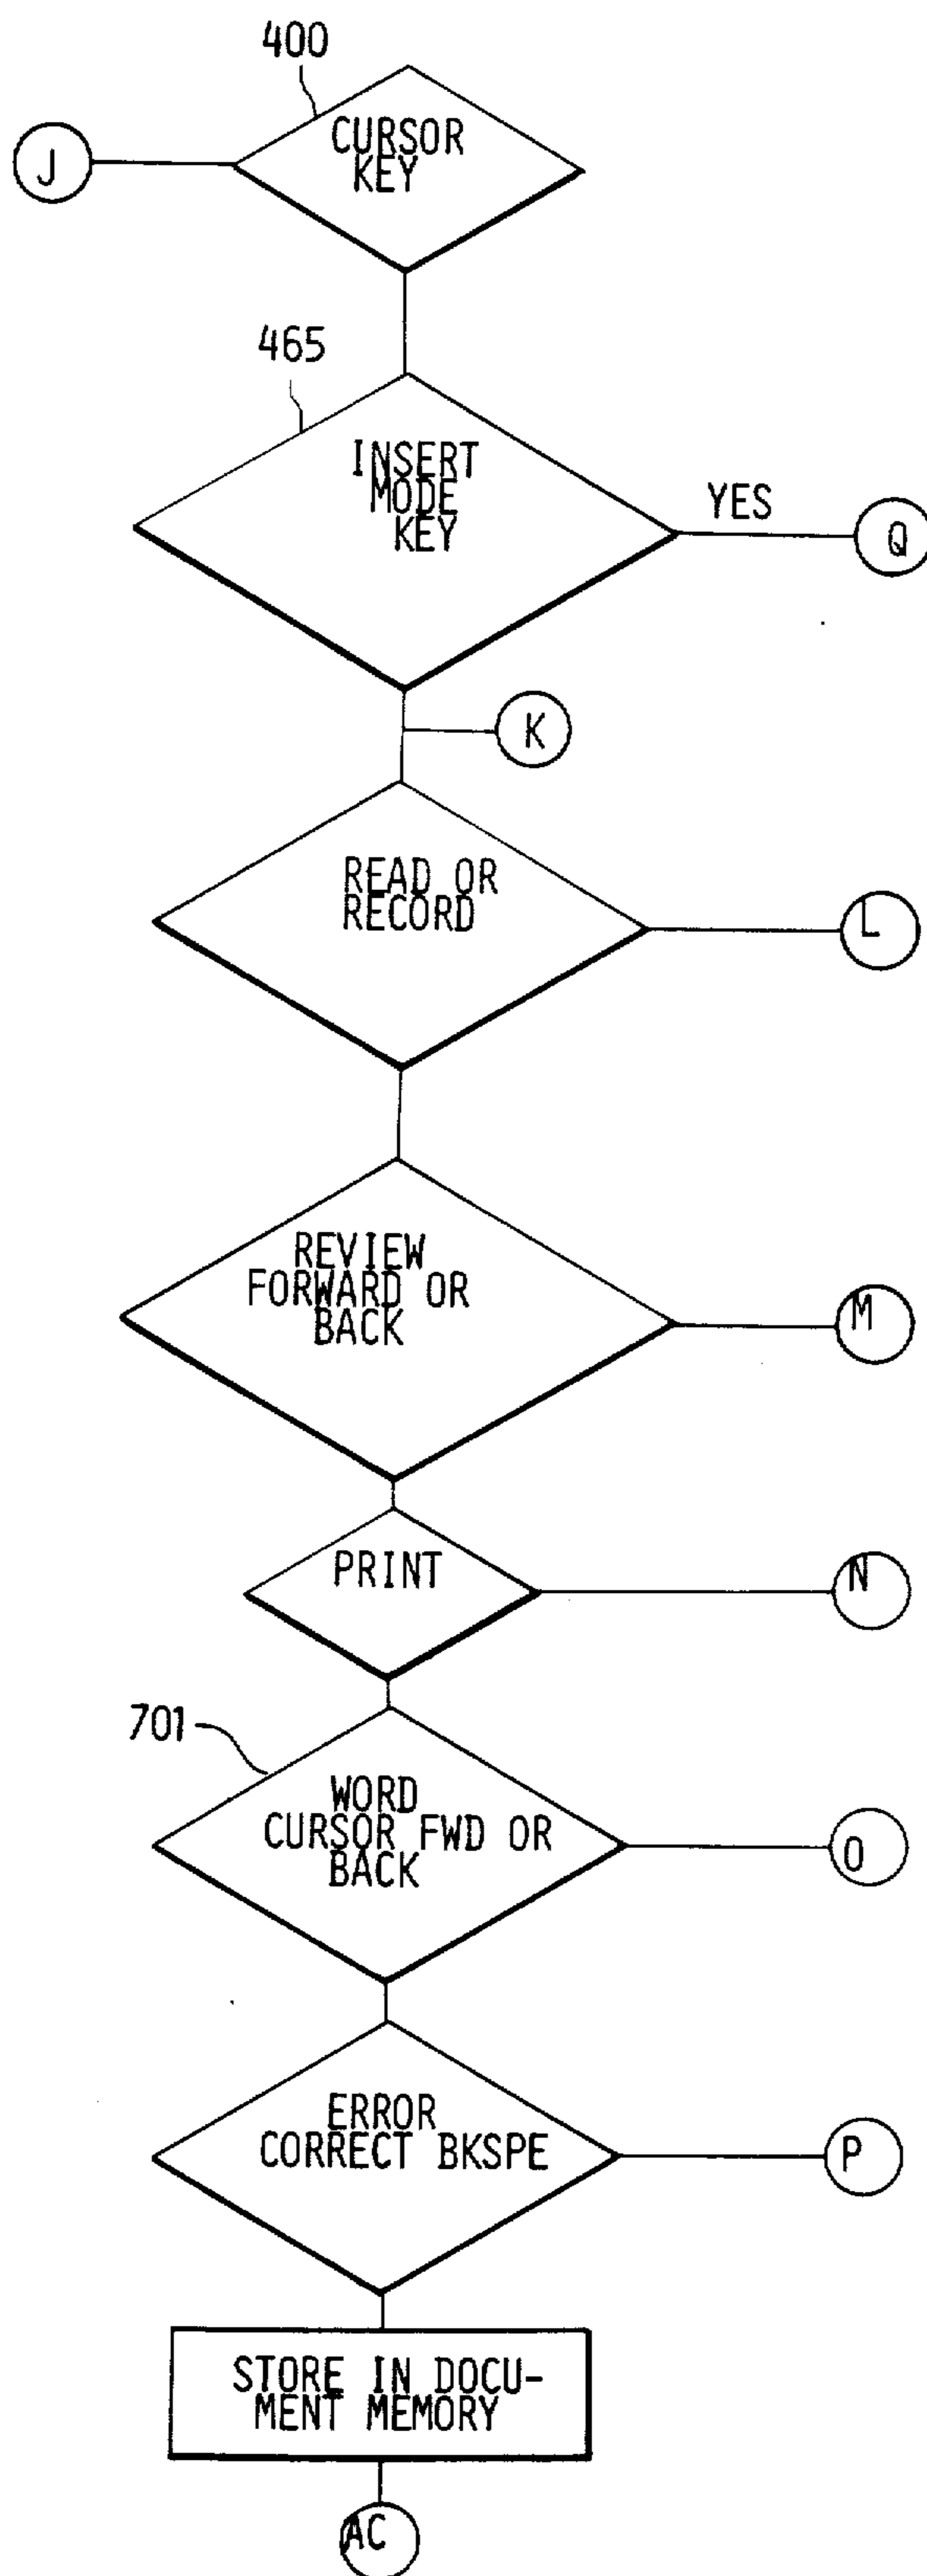 400
CURSOR
KEY
J
465
INSERT
MODE
KEY
YES
Q
K
READ OR
RECORD
L
REVIEW
FORWARD OR
BACK
M
PRINT
N
701
WORD
CURSOR FWD OR
BACK
O
ERROR
CORRECT BKSPE
P
STORE IN DOCU-
MENT MEMORY
AC